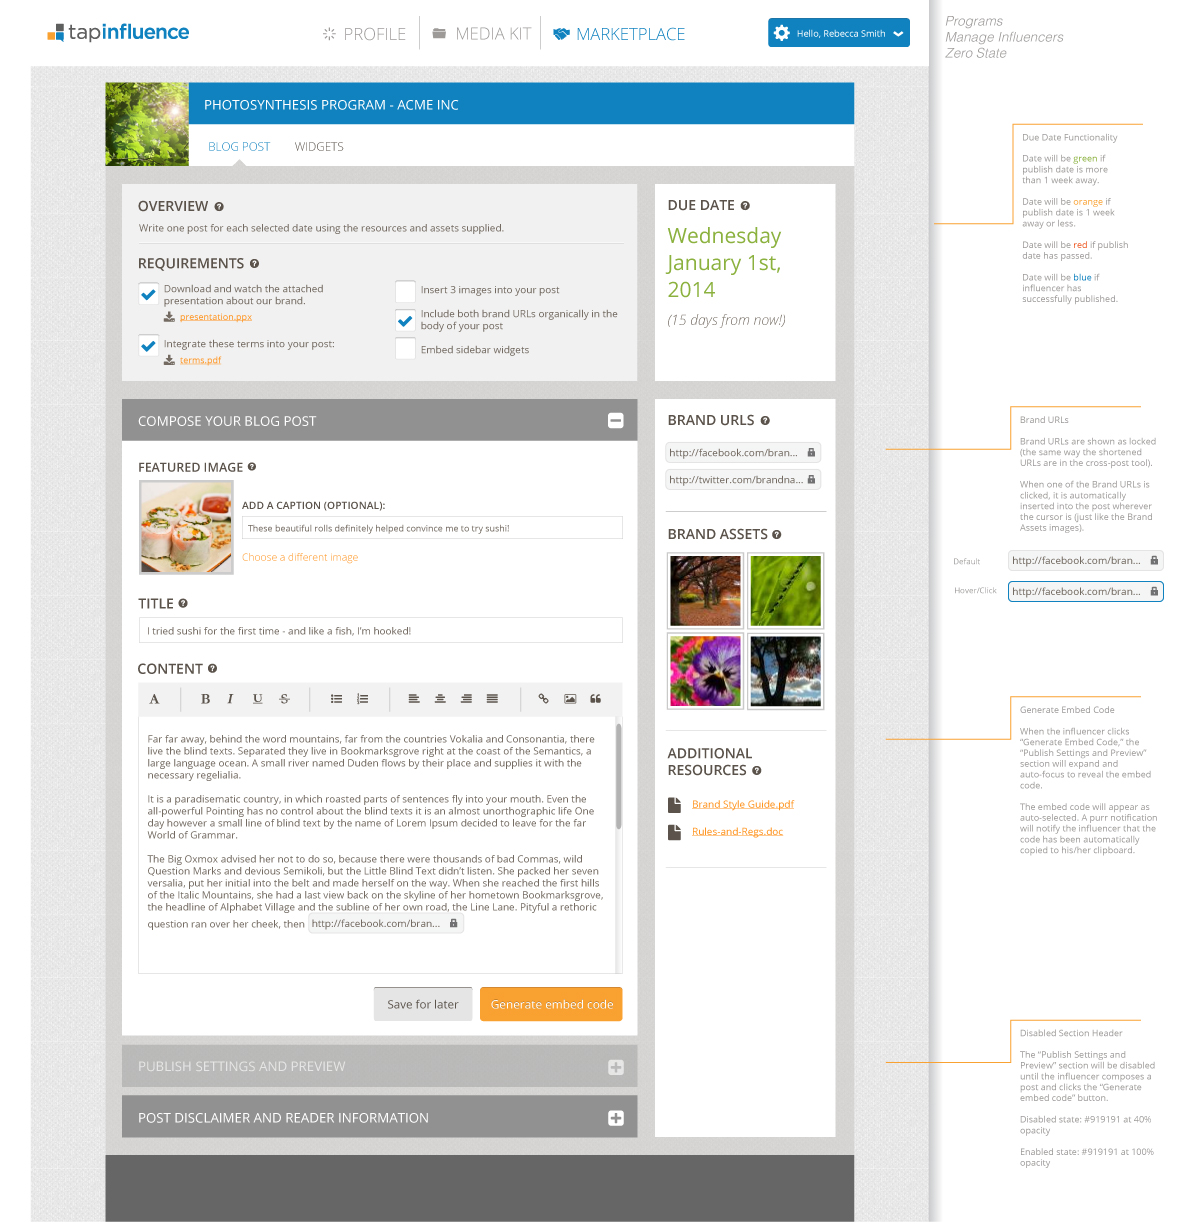 tapinfluence
PROFILE
MEDIA KIT
MARKETPLACE
Hello, Rebecca Smith
Programs
Manage Influencers
Zero State
PHOTOSYNTHESIS PROGRAM - ACME INC
BLOG POST
WIDGETS
OVERVIEW ?
Write one post for each selected date using the resources and assets supplied.
REQUIREMENTS ?
Download and watch the attached
presentation about our brand.
presentation.ppx
Integrate these terms into your post:
terms.pdf
Insert 3 images into your post
Include both brand URLs organically in the
body of your post
Embed sidebar widgets
DUE DATE ?
Wednesday
January 1st,
2014
(15 days from now!)
Due Date Functionality
Date will be green if
publish date is more
than 1 week away.
Date will be orange if
publish date is 1 week
away or less.
Date will be red if publish
date has passed.
Date will be blue if
influencer has
successfully published.
COMPOSE YOUR BLOG POST
FEATURED IMAGE ?
ADD A CAPTION (OPTIONAL):
These beautiful rolls definitely helped convince me to try sushi!
Choose a different image
TITLE ?
I tried sushi for the first time - and like a fish, I'm hooked!
CONTENT ?
A B I U S
Far far away, behind the word mountains, far from the countries Vokalia and Consonantia, there
live the blind texts. Separated they live in Bookmarksgrove right at the coast of the Semantics, a
large language ocean. A small river named Duden flows by their place and supplies it with the
necessary regelialia.
It is a paradisematic country, in which roasted parts of sentences fly into your mouth. Even the
all-powerful Pointing has no control about the blind texts it is an almost unorthographic life One
day however a small line of blind text by the name of Lorem Ipsum decided to leave for the far
World of Grammar.
The Big Oxmox advised her not to do so, because there were thousands of bad Commas, wild
Question Marks and devious Semikoli, but the Little Blind Text didn't listen. She packed her seven
versalia, put her initial into the belt and made herself on the way. When she reached the first hills
of the Italic Mountains, she had a last view back on the skyline of her hometown Bookmarksgrove,
the headline of Alphabet Village and the subline of her own road, the Line Lane. Pityful a rethoric
question ran over her cheek, then http://facebook.com/bran...
Save for later
Generate embed code
PUBLISH SETTINGS AND PREVIEW
POST DISCLAIMER AND READER INFORMATION
BRAND URLS ?
http://facebook.com/bran...
http://twitter.com/brandna...
BRAND ASSETS ?
ADDITIONAL
RESOURCES ?
Brand Style Guide.pdf
Rules-and-Regs.doc
Brand URLs
Brand URLs are shown as locked
(the same way the shortened
URLs are in the cross-post tool).
When one of the Brand URLs is
clicked, it is automatically
inserted into the post wherever
the cursor is (just like the Brand
Assets images).
Default
http://facebook.com/bran...
Hover/Click
http://facebook.com/bran...
Generate Embed Code
When the influencer clicks
"Generate Embed Code," the
"Publish Settings and Preview"
section will expand and
auto-focus to reveal the embed
code.
The embed code will appear as
auto-selected. A purr notification
will notify the influencer that the
code has been automatically
copied to his/her clipboard.
Disabled Section Header
The "Publish Settings and
Preview" section will be disabled
until the influencer composes a
post and clicks the "Generate
embed code" button.
Disabled state: #919191 at 40%
opacity
Enabled state: #919191 at 100%
opacity